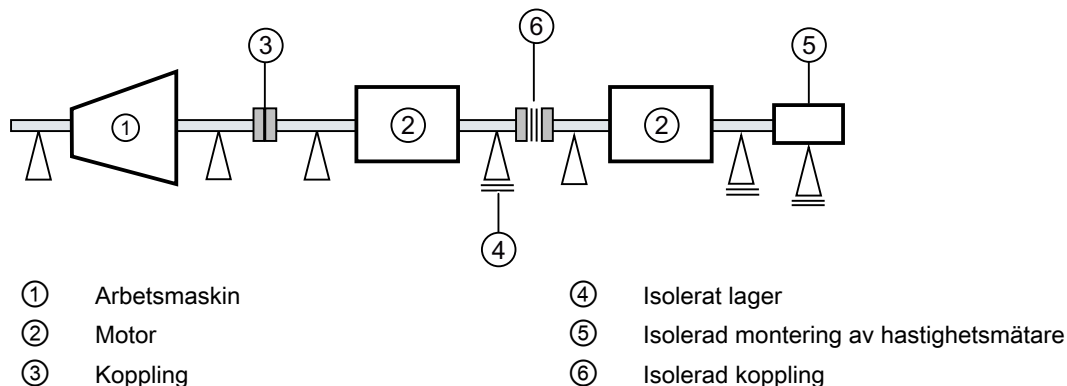 ③ ⑥ ⑤
① ② ②
④
① Arbetsmaskin
② Motor
③ Koppling
④ Isolerat lager
⑤ Isolerad montering av hastighetsmätare
⑥ Isolerad koppling